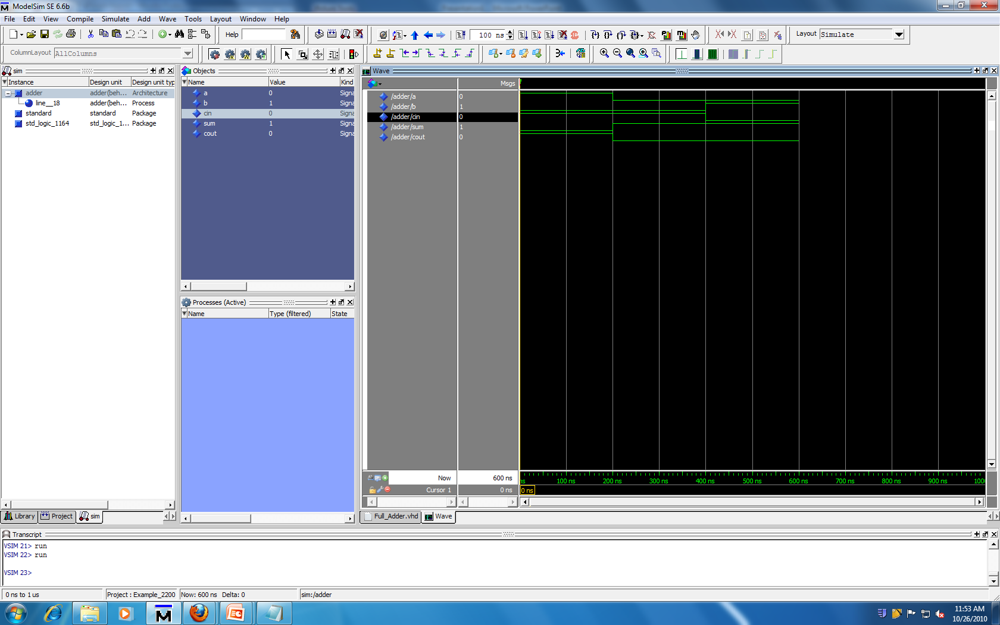 ModelSim SE 6.6b
File Edit View Compile Simulate Add Wave Tools Layout Window Help
Help 100 ns Layout Simulate
ColumnLayout AllColumns
sim
Instance Design unit Design unit typ
adder adder(beh... Architecture
line__18 adder(beh... Process
standard standard Package
std_logic_1164 std_logic_1... Package
Library Project sim
Objects
Name Value Kind
a 0 Signa
b 1 Signa
cin 0 Signa
sum 1 Signa
cout 0 Signa
Processes (Active)
Name Type (filtered) State
Wave
Msgs
/adder/a 0
/adder/b 1
/adder/cin 0
/adder/sum 1
/adder/cout 0
Now 600 ns
ns 100 ns 200 ns 300 ns 400 ns 500 ns 600 ns 700 ns 800 ns 900 ns 1000
Cursor 1 0 ns 0 ns
Full_Adder.vhd Wave
Transcript
VSIM 21> run
VSIM 22> run
VSIM 23>
0 ns to 1 us Project : Example_2200 Now: 600 ns Delta: 0 sim:/adder
11:53 AM
10/26/2010